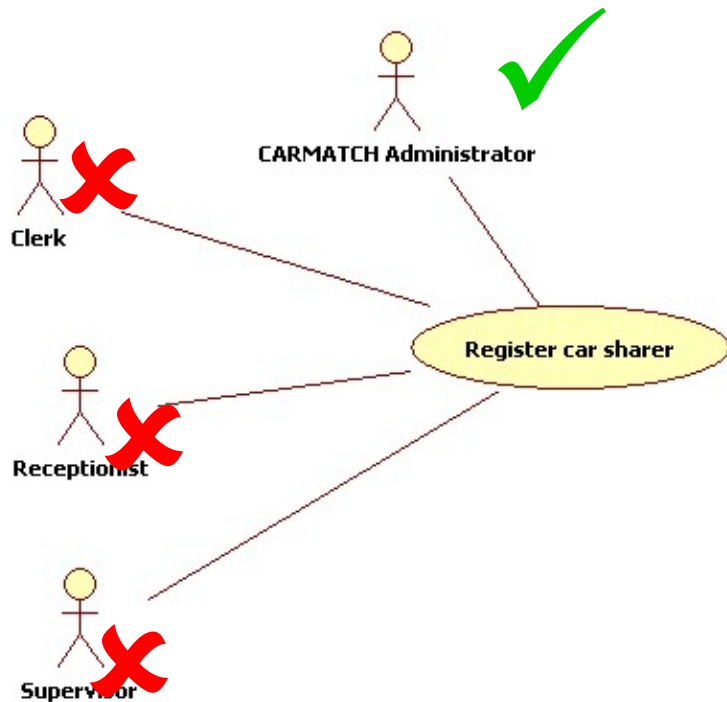 CARMATCH Administrator
Clerk
Register car sharer
Receptionist
Supervisor